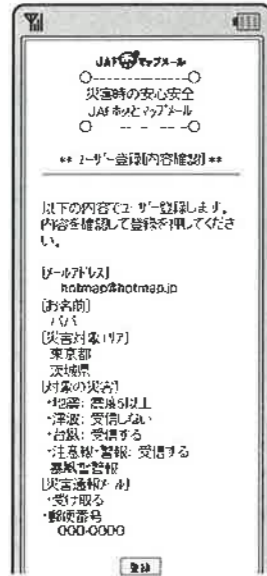 JAFホッとマップメール
災害時の安心安全
JAFホッとマップメール
** ユーザー登録[内容確認] **
以下の内容でユーザー登録します。
内容を確認して登録を押してくださ
い。
[メールアドレス]
hotmap@hotmap.jp
[お名前]
パパ
[災害対象エリア]
東京都
茨城県
[対象の災害]
・地震: 震度5以上
・津波: 受信しない
・台風: 受信する
・注意報・警報: 受信する
暴風雪警報
[災害通報メール]
・受け取る
・郵便番号
000-0000
登録